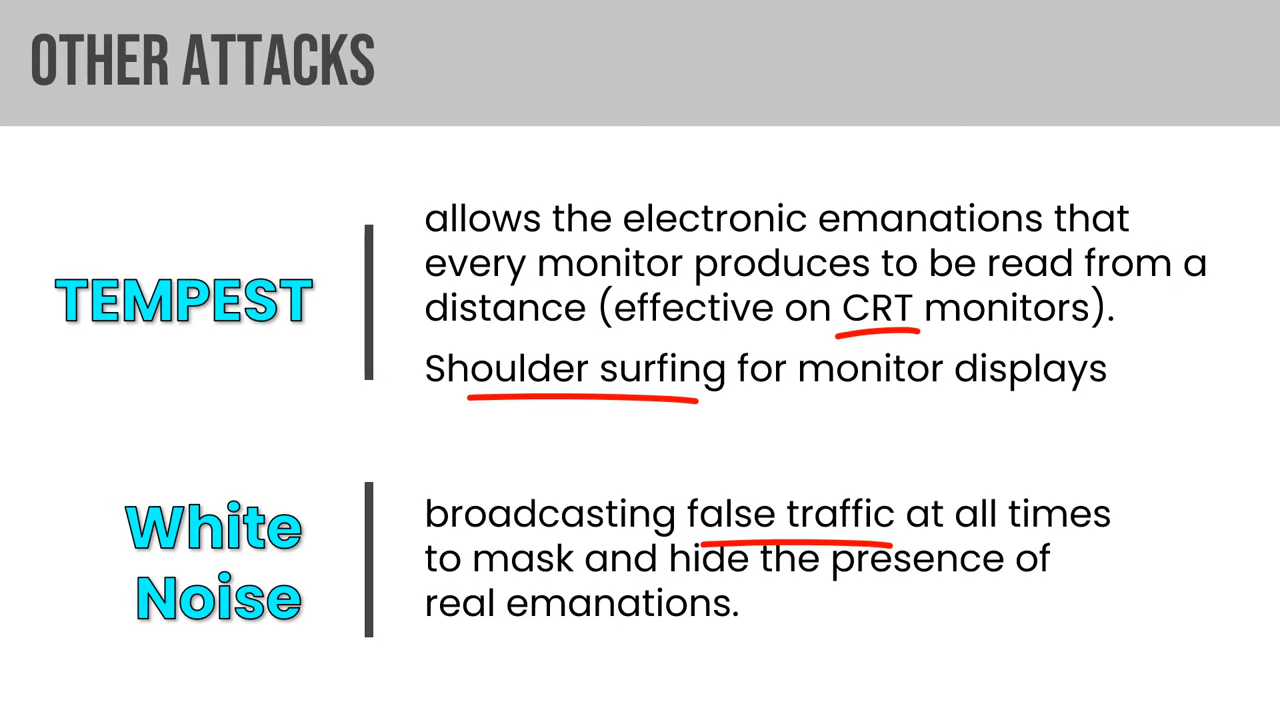 OTHER ATTACKS
TEMPEST
allows the electronic emanations that
every monitor produces to be read from a
distance (effective on CRT monitors).
Shoulder surfing for monitor displays
White
Noise
broadcasting false traffic at all times
to mask and hide the presence of
real emanations.